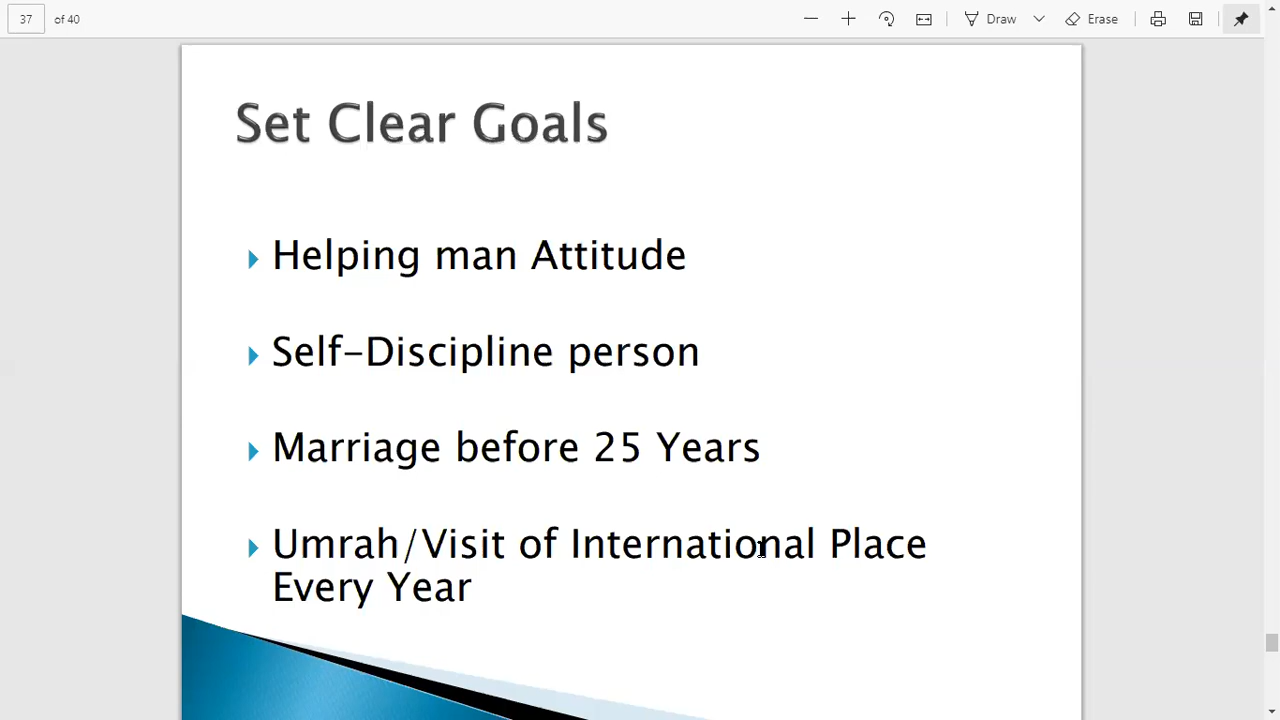 37 of 40 Draw Erase
Set Clear Goals
Helping man Attitude
Self-Discipline person
Marriage before 25 Years
Umrah/Visit of International Place
Every Year